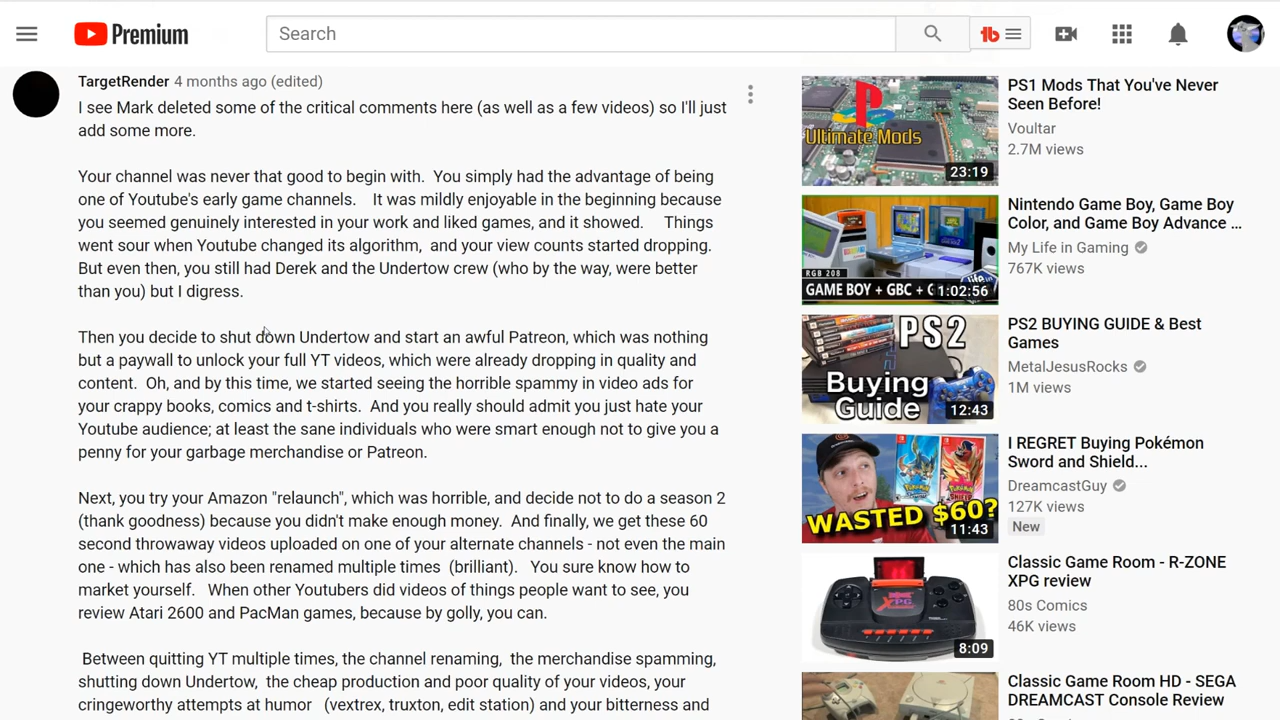 Premium
Search
TargetRender 4 months ago (edited)
I see Mark deleted some of the critical comments here (as well as a few videos) so I'll just
add some more.
Your channel was never that good to begin with.  You simply had the advantage of being
one of Youtube's early game channels.    It was mildly enjoyable in the beginning because
you seemed genuinely interested in your work and liked games, and it showed.    Things
went sour when Youtube changed its algorithm,  and your view counts started dropping.
But even then, you still had Derek and the Undertow crew (who by the way, were better
than you) but I digress.
Then you decide to shut down Undertow and start an awful Patreon, which was nothing
but a paywall to unlock your full YT videos, which were already dropping in quality and
content.  Oh, and by this time, we started seeing the horrible spammy in video ads for
your crappy books, comics and t-shirts.  And you really should admit you just hate your
Youtube audience, at least the sane individuals who were smart enough not to give you a
penny for your garbage merchandise or Patreon.
Next, you try your Amazon "relaunch", which was horrible, and decide not to do a season 2
(thank goodness) because you didn't make enough money.  And finally, we get these 60
second throwaway videos uploaded on one of your alternate channels - not even the main
one - which has also been renamed multiple times  (brilliant).   You sure know how to
market yourself.   When other Youtubers did videos of things people want to see, you
review Atari 2600 and PacMan games, because by golly, you can.
Between quitting YT multiple times, the channel renaming,  the merchandise spamming,
shutting down Undertow,  the cheap production and poor quality of your videos, your
cringeworthy attempts at humor   (vextrex, truxton, edit station) and your bitterness and
Ultimate Mods
23:19
PS1 Mods That You've Never
Seen Before!
Voultar
2.7M views
RGB 208
GAME BOY + GBC + G
1:02:56
Nintendo Game Boy, Game Boy
Color, and Game Boy Advance ...
My Life in Gaming
767K views
PS2
Buying
Guide
12:43
PS2 BUYING GUIDE & Best
Games
MetalJesusRocks
1M views
WASTED $60?
11:43
I REGRET Buying Pokémon
Sword and Shield...
DreamcastGuy
127K views
New
XPG
8:09
Classic Game Room - R-ZONE
XPG review
80s Comics
46K views
Classic Game Room HD - SEGA
DREAMCAST Console Review